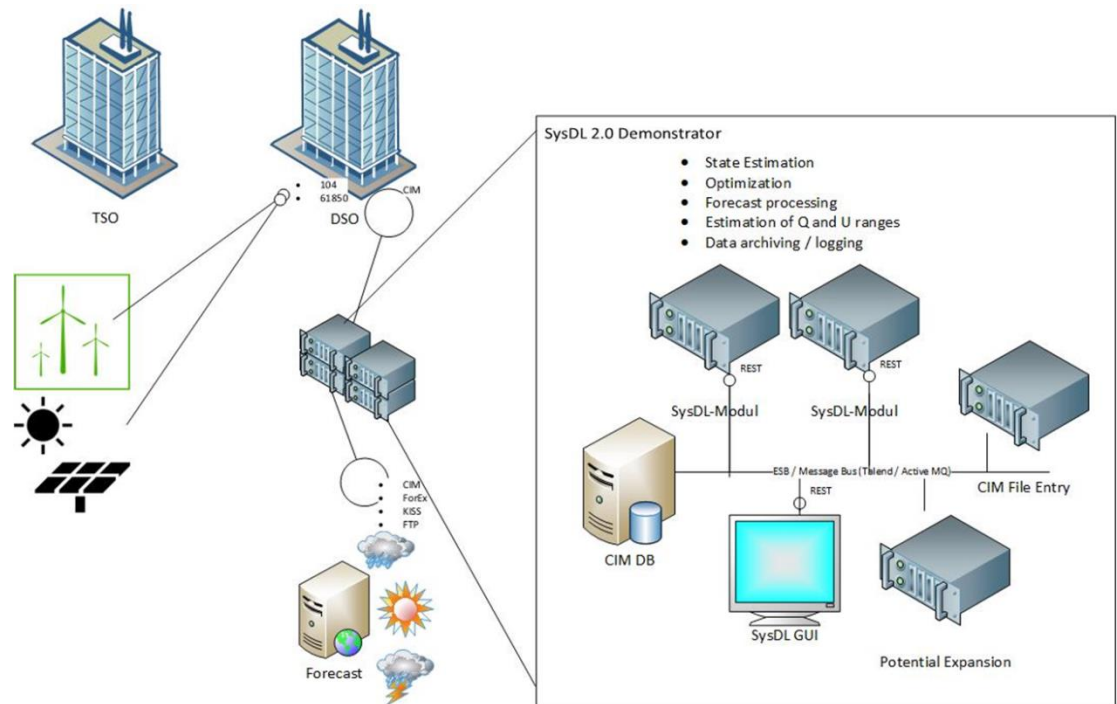 TSO
104
61850
DSO
CIM
CIM
ForEx
KISS
FTP
Forecast
SysDL 2.0 Demonstrator
State Estimation
Optimization
Forecast processing
Estimation of Q and U ranges
Data archiving / logging
REST
REST
SysDL-Modul
SysDL-Modul
ESB / Message Bus (Talend / Active MQ)
CIM File Entry
REST
CIM DB
SysDL GUI
Potential Expansion